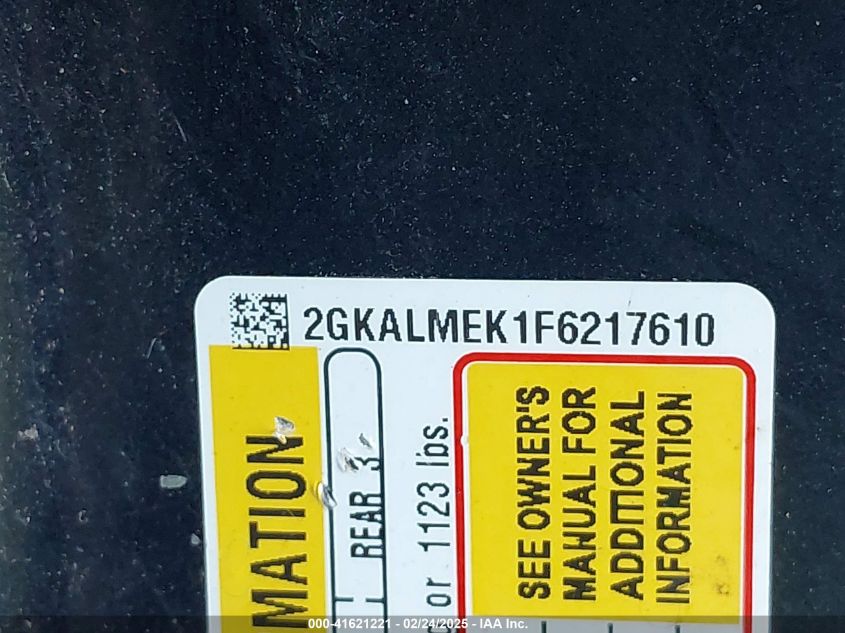 2GKALMEK1F6217610
MATION
REAR 3
or 1123 lbs.
SEE OWNER'S
MANUAL FOR
ADDITIONAL
INFORMATION
000-41621221 - 02/24/2025 - IAA Inc.